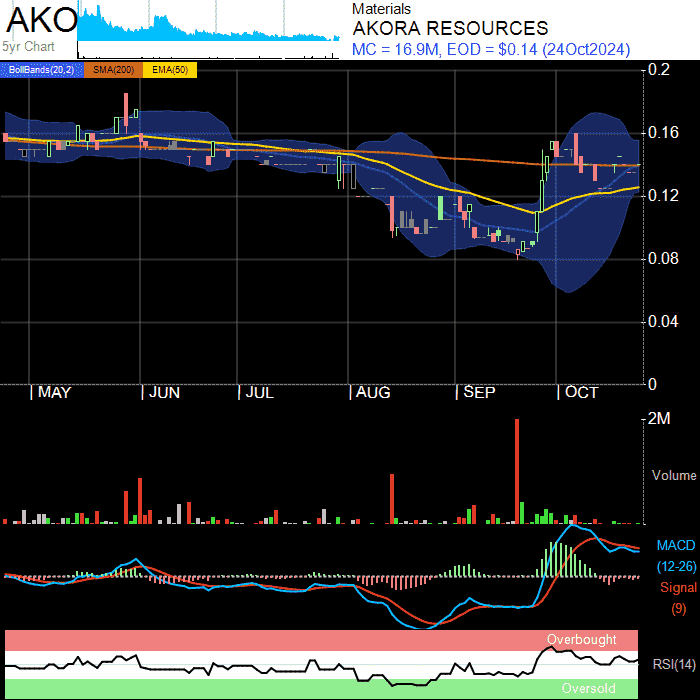 AKO
5yr Chart
Materials
AKORA RESOURCES
MC = 16.9M, EOD = $0.14 (24Oct2024)
BollBands(20,2) SMA(200) EMA(50)
0.2
0.16
0.12
0.08
0.04
0
MAY JUN JUL AUG SEP OCT
2M
Volume
MACD
(12-26)
Signal
(9)
Overbought
RSI(14)
Oversold